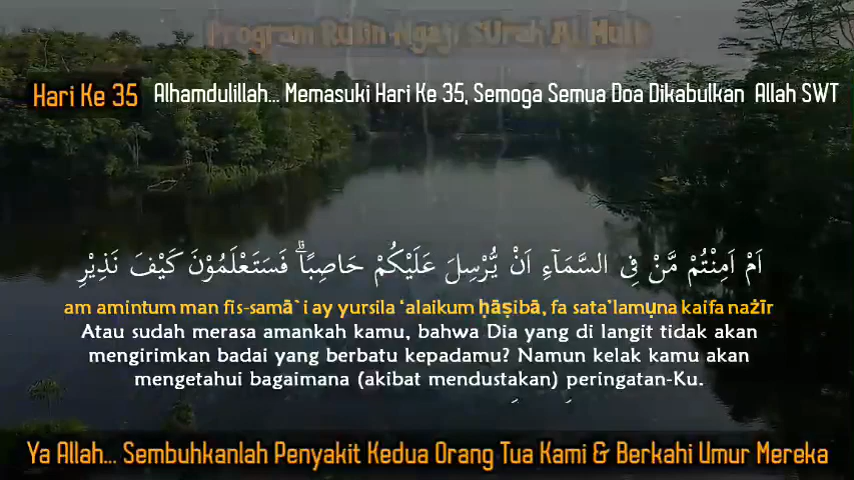 Program Rutin Ngaji SUrah AL Mulk
Hari Ke 35 Alhamdulillah... Memasuki Hari Ke 35, Semoga Semua Doa Dikabulkan Allah SWT
اَمْ اَمِنْتُمْ مَّنْ فِى السَّمَاۤءِ اَنْ يُّرْسِلَ عَلَيْكُمْ حَاصِبًاۗ فَسَتَعْلَمُوْنَ كَيْفَ نَذِيْرِ
am amintum man fis-samā`i ay yursila ‘alaikum ḥāṣibā, fa sata’lamụna kaifa nażīr
Atau sudah merasa amankah kamu, bahwa Dia yang di langit tidak akan
mengirimkan badai yang berbatu kepadamu? Namun kelak kamu akan
mengetahui bagaimana (akibat mendustakan) peringatan-Ku.
Ya Allah... Sembuhkanlah Penyakit Kedua Orang Tua Kami & Berkahi Umur Mereka